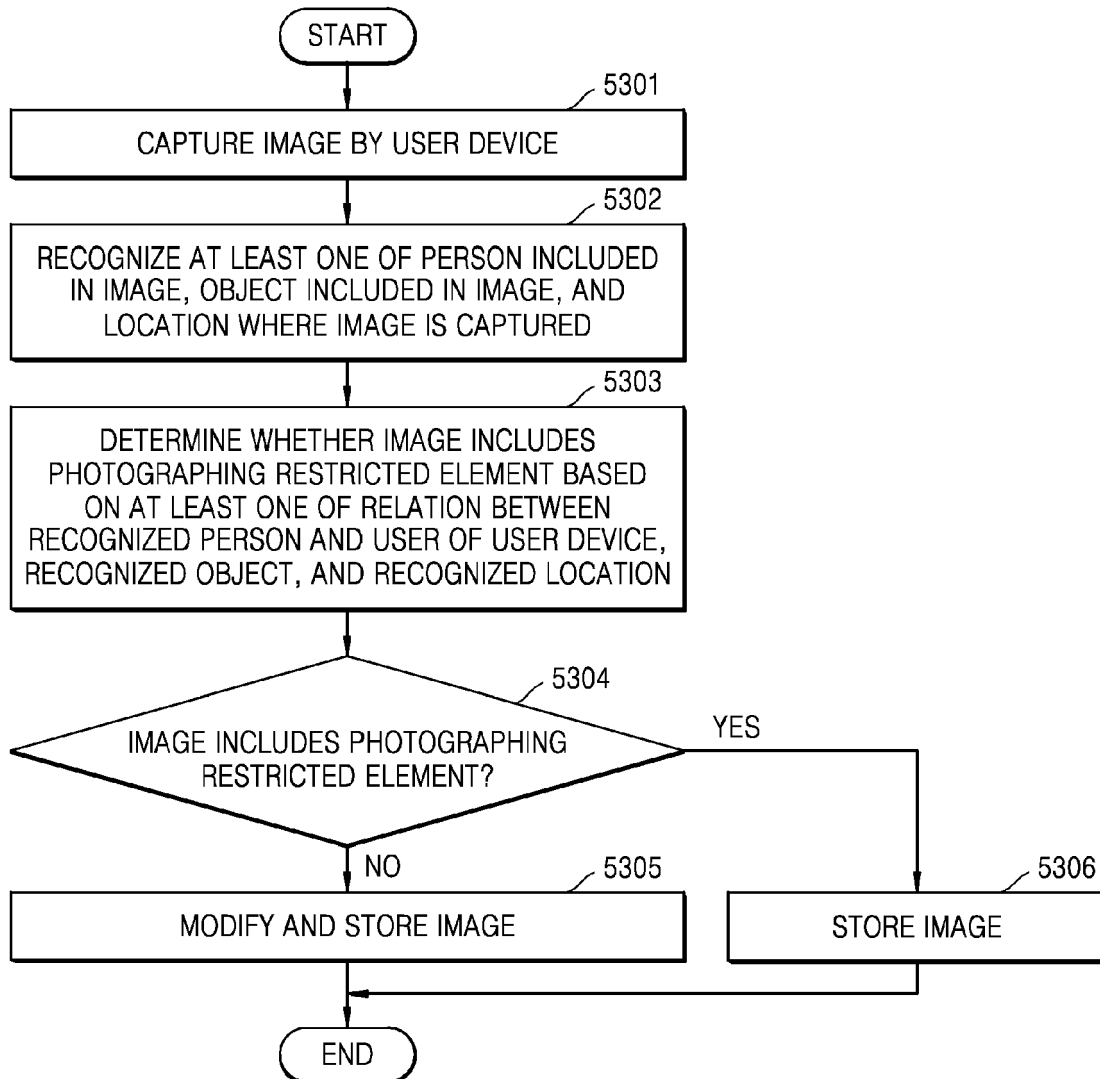 START
5301
CAPTURE IMAGE BY USER DEVICE
5302
RECOGNIZE AT LEAST ONE OF PERSON INCLUDED
IN IMAGE, OBJECT INCLUDED IN IMAGE, AND
LOCATION WHERE IMAGE IS CAPTURED
5303
DETERMINE WHETHER IMAGE INCLUDES
PHOTOGRAPHING RESTRICTED ELEMENT BASED
ON AT LEAST ONE OF RELATION BETWEEN
RECOGNIZED PERSON AND USER OF USER DEVICE,
RECOGNIZED OBJECT, AND RECOGNIZED LOCATION
5304
IMAGE INCLUDES PHOTOGRAPHING
RESTRICTED ELEMENT?
YES
NO
5305
MODIFY AND STORE IMAGE
5306
STORE IMAGE
END